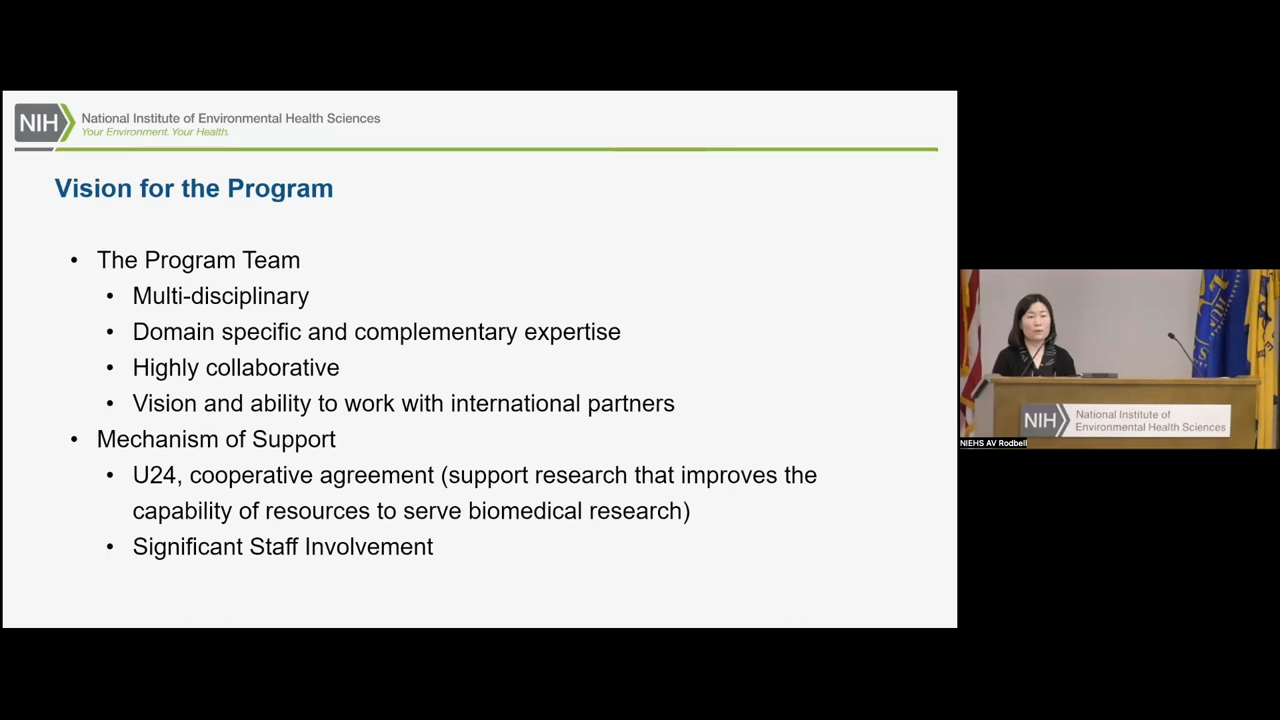 NIH
National Institute of Environmental Health Sciences
Your Environment. Your Health.
Vision for the Program
• The Program Team
• Multi-disciplinary
• Domain specific and complementary expertise
• Highly collaborative
• Vision and ability to work with international partners
• Mechanism of Support
• U24, cooperative agreement (support research that improves the
capability of resources to serve biomedical research)
• Significant Staff Involvement
NIH
National Institute of
Environmental Health Sciences
NIEHS AV Rodbell